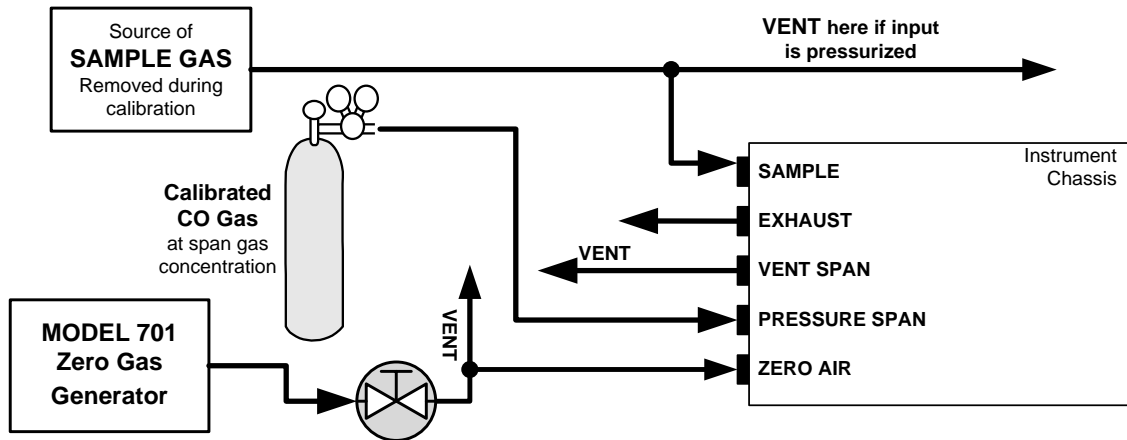 Source of
SAMPLE GAS
Removed during
calibration
VENT here if input
is pressurized
Calibrated
CO Gas
at span gas
concentration
MODEL 701
Zero Gas
Generator
VENT
VENT
Instrument
Chassis
SAMPLE
EXHAUST
VENT SPAN
PRESSURE SPAN
ZERO AIR